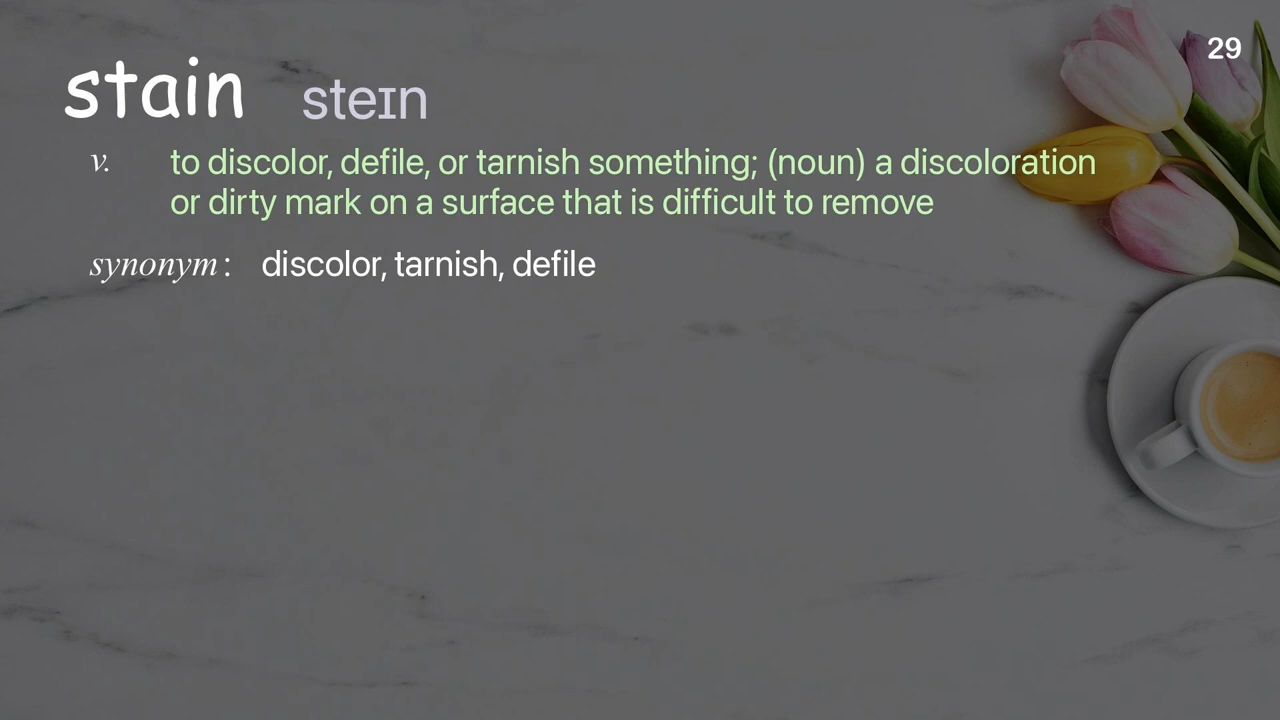 29
stain steɪn
v. to discolor, defile, or tarnish something; (noun) a discoloration
or dirty mark on a surface that is difficult to remove
synonym: discolor, tarnish, defile